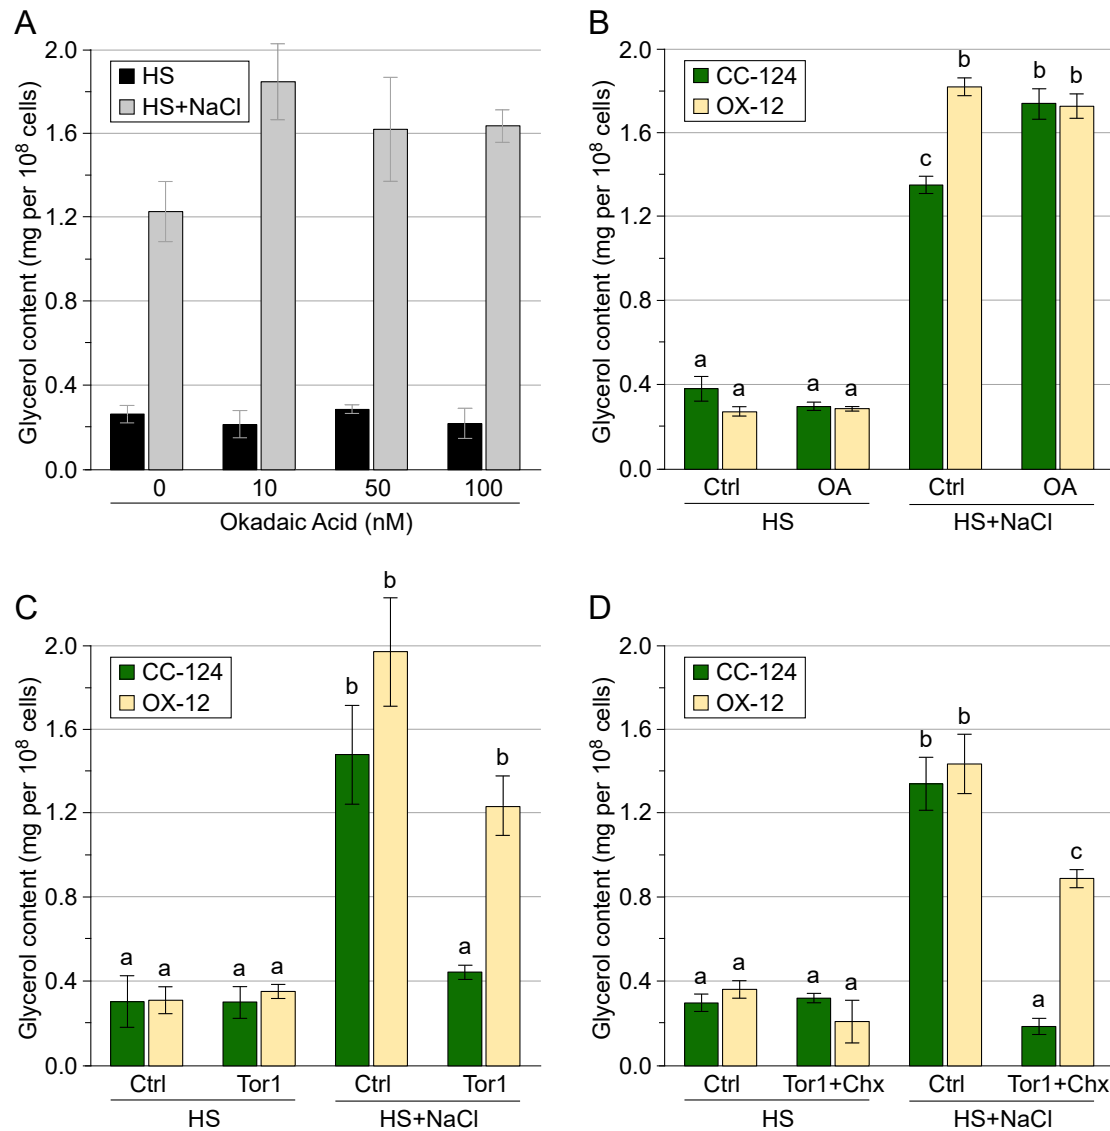 A
Glycerol content (mg per 10⁸ cells)
2.0
1.6
1.2
0.8
0.4
0.0
HS
HS+NaCl
0 10 50 100
Okadaic Acid (nM)
B
Glycerol content (mg per 10⁸ cells)
2.0
1.6
1.2
0.8
0.4
0.0
CC-124
OX-12
a a a a c b b b
Ctrl OA Ctrl OA
HS HS+NaCl
C
Glycerol content (mg per 10⁸ cells)
2.0
1.6
1.2
0.8
0.4
0.0
CC-124
OX-12
a a a a b b a b
Ctrl Tor1 Ctrl Tor1
HS HS+NaCl
D
Glycerol content (mg per 10⁸ cells)
2.0
1.6
1.2
0.8
0.4
0.0
CC-124
OX-12
a a a a b b a c
Ctrl Tor1+Chx Ctrl Tor1+Chx
HS HS+NaCl